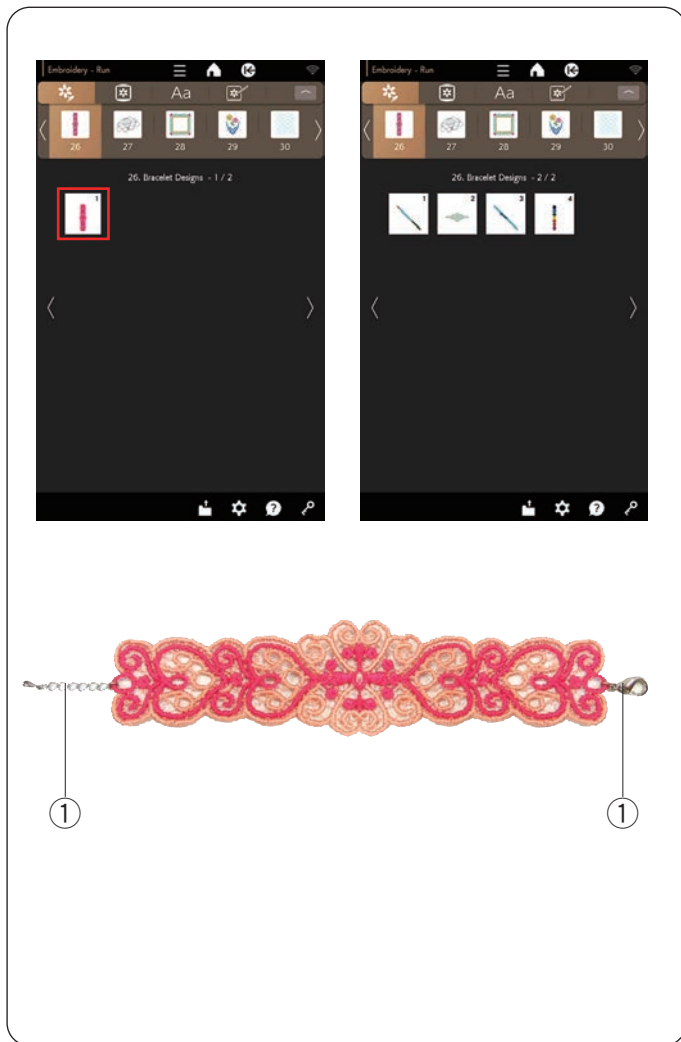 Embroidery - Run
Aa
26 27 28 29 30
26. Bracelet Designs - 1 / 2
1
Embroidery - Run
Aa
26 27 28 29 30
26. Bracelet Designs - 2 / 2
1 2 3 4
1 1